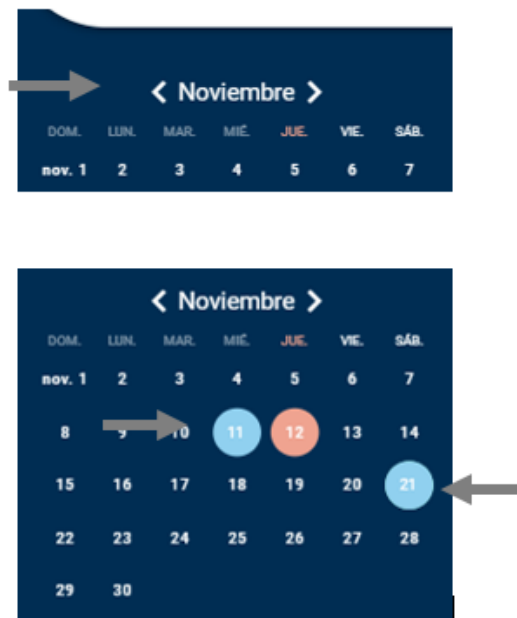 Noviembre
DOM. LUN. MAR. MIÉ. JUE. VIE. SÁB.
nov. 1 2 3 4 5 6 7
Noviembre
DOM. LUN. MAR. MIÉ. JUE. VIE. SÁB.
nov. 1 2 3 4 5 6 7
8 9 10 11 12 13 14
15 16 17 18 19 20 21
22 23 24 25 26 27 28
29 30